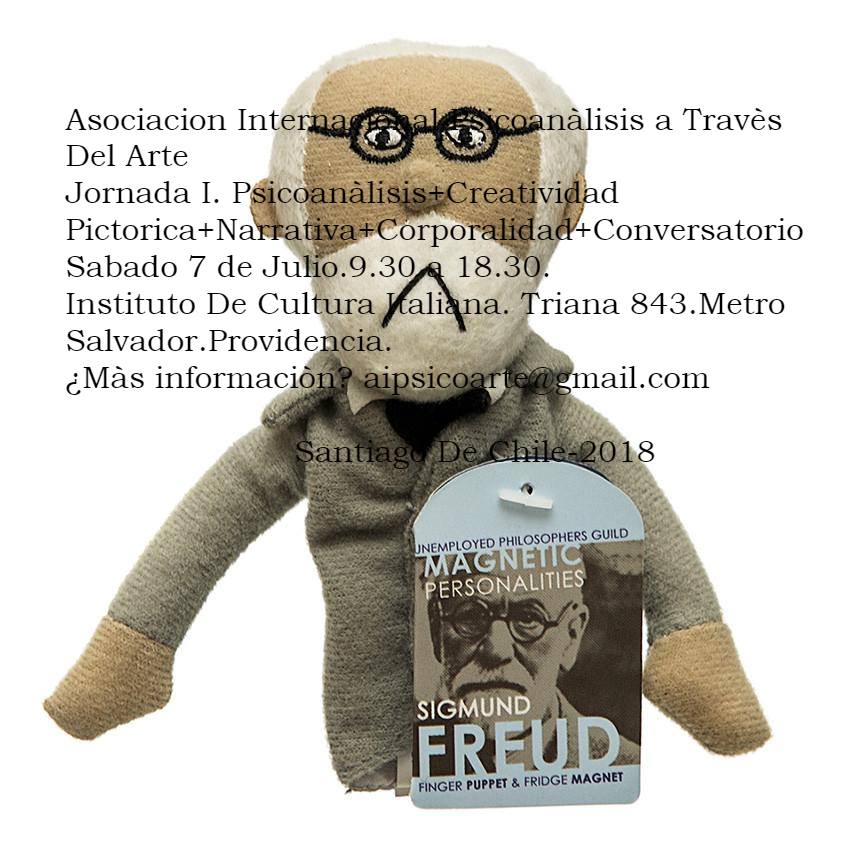 Asociacion Internacional Psicoanàlisis a Travès
Del Arte
Jornada I. Psicoanàlisis+Creatividad
Pictorica+Narrativa+Corporalidad+Conversatorio
Sabado 7 de Julio.9.30 a 18.30.
Instituto De Cultura Italiana. Triana 843.Metro
Salvador.Providencia.
¿Màs informaciòn? aipsicoarte@gmail.com
Santiago De Chile-2018
UNEMPLOYED PHILOSOPHERS GUILD
MAGNETIC
PERSONALITIES
SIGMUND
FREUD
FINGER PUPPET & FRIDGE MAGNET